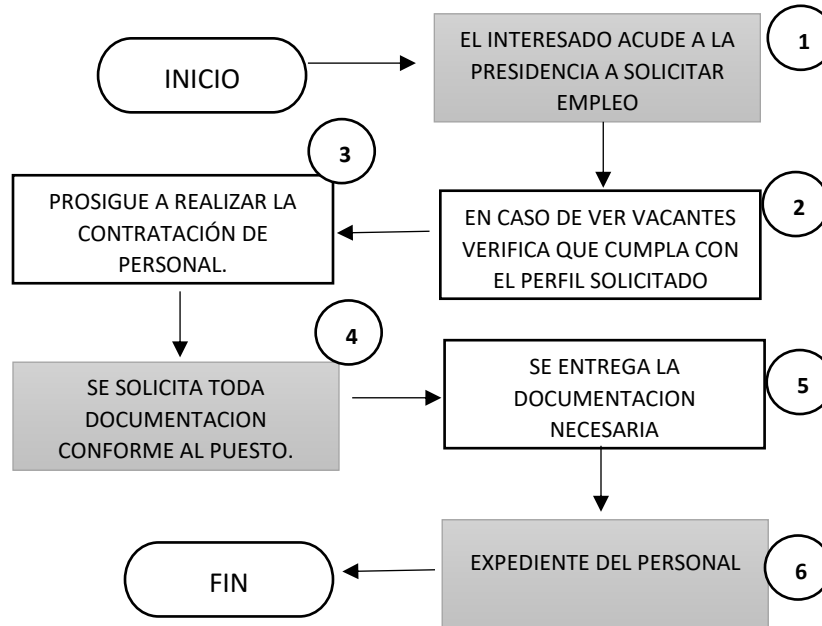 INICIO
EL INTERESADO ACUDE A LA
PRESIDENCIA A SOLICITAR
EMPLEO
1
EN CASO DE VER VACANTES
VERIFICA QUE CUMPLA CON
EL PERFIL SOLICITADO
2
PROSIGUE A REALIZAR LA
CONTRATACIÓN DE
PERSONAL.
3
SE SOLICITA TODA
DOCUMENTACION
CONFORME AL PUESTO.
4
SE ENTREGA LA
DOCUMENTACION
NECESARIA
5
EXPEDIENTE DEL PERSONAL
6
FIN